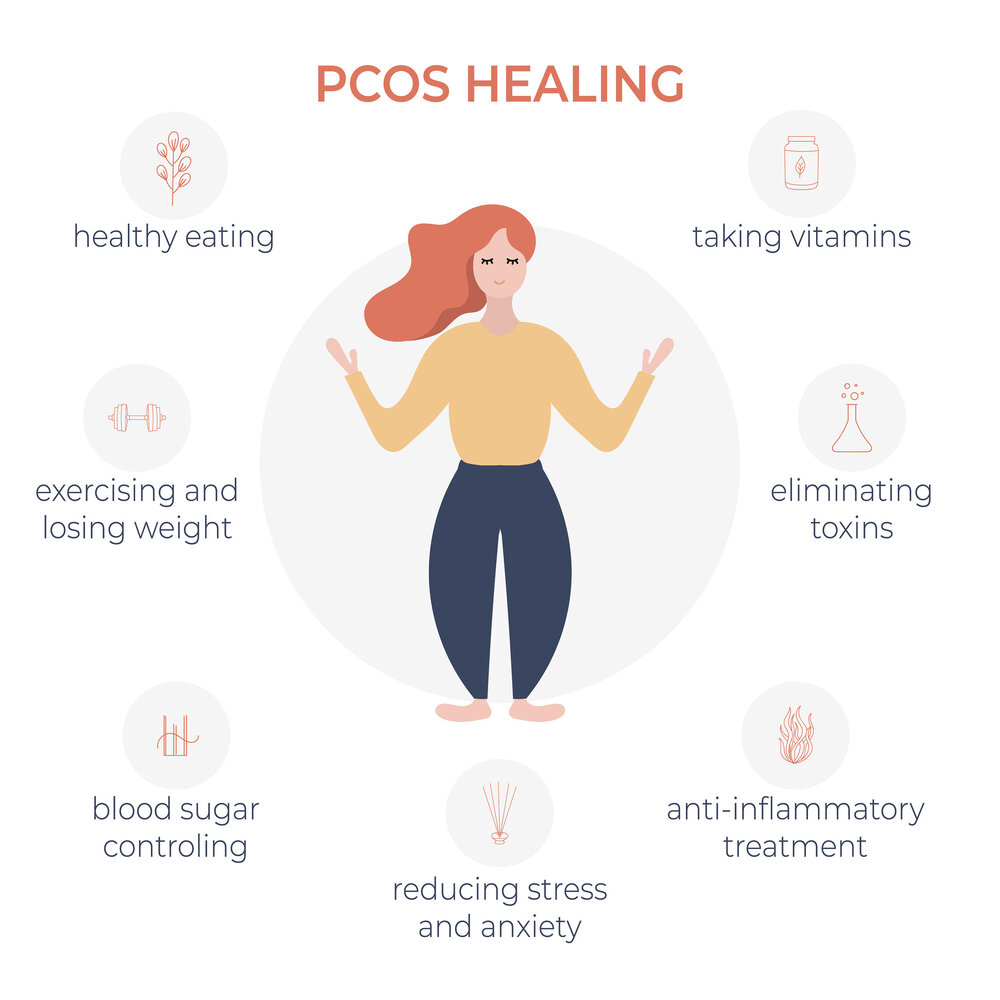 PCOS HEALING
healthy eating
taking vitamins
exercising and
losing weight
eliminating
toxins
blood sugar
controling
anti-inflammatory
treatment
reducing stress
and anxiety